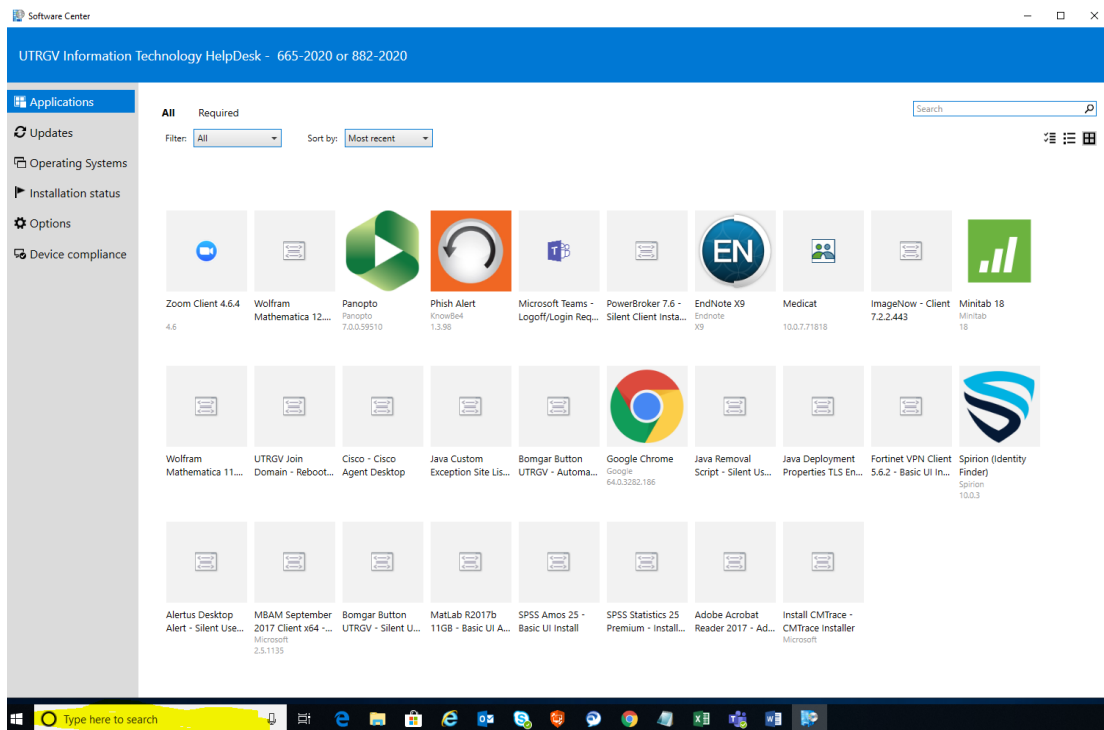 Software Center
UTRGV Information Technology HelpDesk - 665-2020 or 882-2020
Applications
Updates
Operating Systems
Installation status
Options
Device compliance
All Required
Search
Filter: All Sort by: Most recent
EN
Zoom Client 4.6.4
4.6
Wolfram
Mathematica 12....
Panopto
Panopto
7.0.0.59510
Phish Alert
KnowBe4
1.3.98
Microsoft Teams -
Logoff/Login Req...
PowerBroker 7.6 -
Silent Client Insta...
EndNote X9
Endnote
X9
Medicat
10.0.7.71818
ImageNow - Client
7.2.2.443
Minitab 18
Minitab
18
Wolfram
Mathematica 11....
UTRGV Join
Domain - Reboot...
Cisco - Cisco
Agent Desktop
Java Custom
Exception Site Lis...
Bomgar Button
UTRGV - Automa...
Google Chrome
Google
64.0.3282.186
Java Removal
Script - Silent Us...
Java Deployment
Properties TLS En...
Fortinet VPN Client
5.6.2 - Basic UI In...
Spirion (Identity
Finder)
Spirion
10.0.3
Alertus Desktop
Alert - Silent Use...
MBAM September
2017 Client x64 -...
Microsoft
2.5.1135
Bomgar Button
UTRGV - Silent U...
MatLab R2017b
11GB - Basic UI A...
SPSS Amos 25 -
Basic UI Install
SPSS Statistics 25
Premium - Install...
Adobe Acrobat
Reader 2017 - Ad...
Install CMTrace -
CMTrace Installer
Microsoft
Type here to search